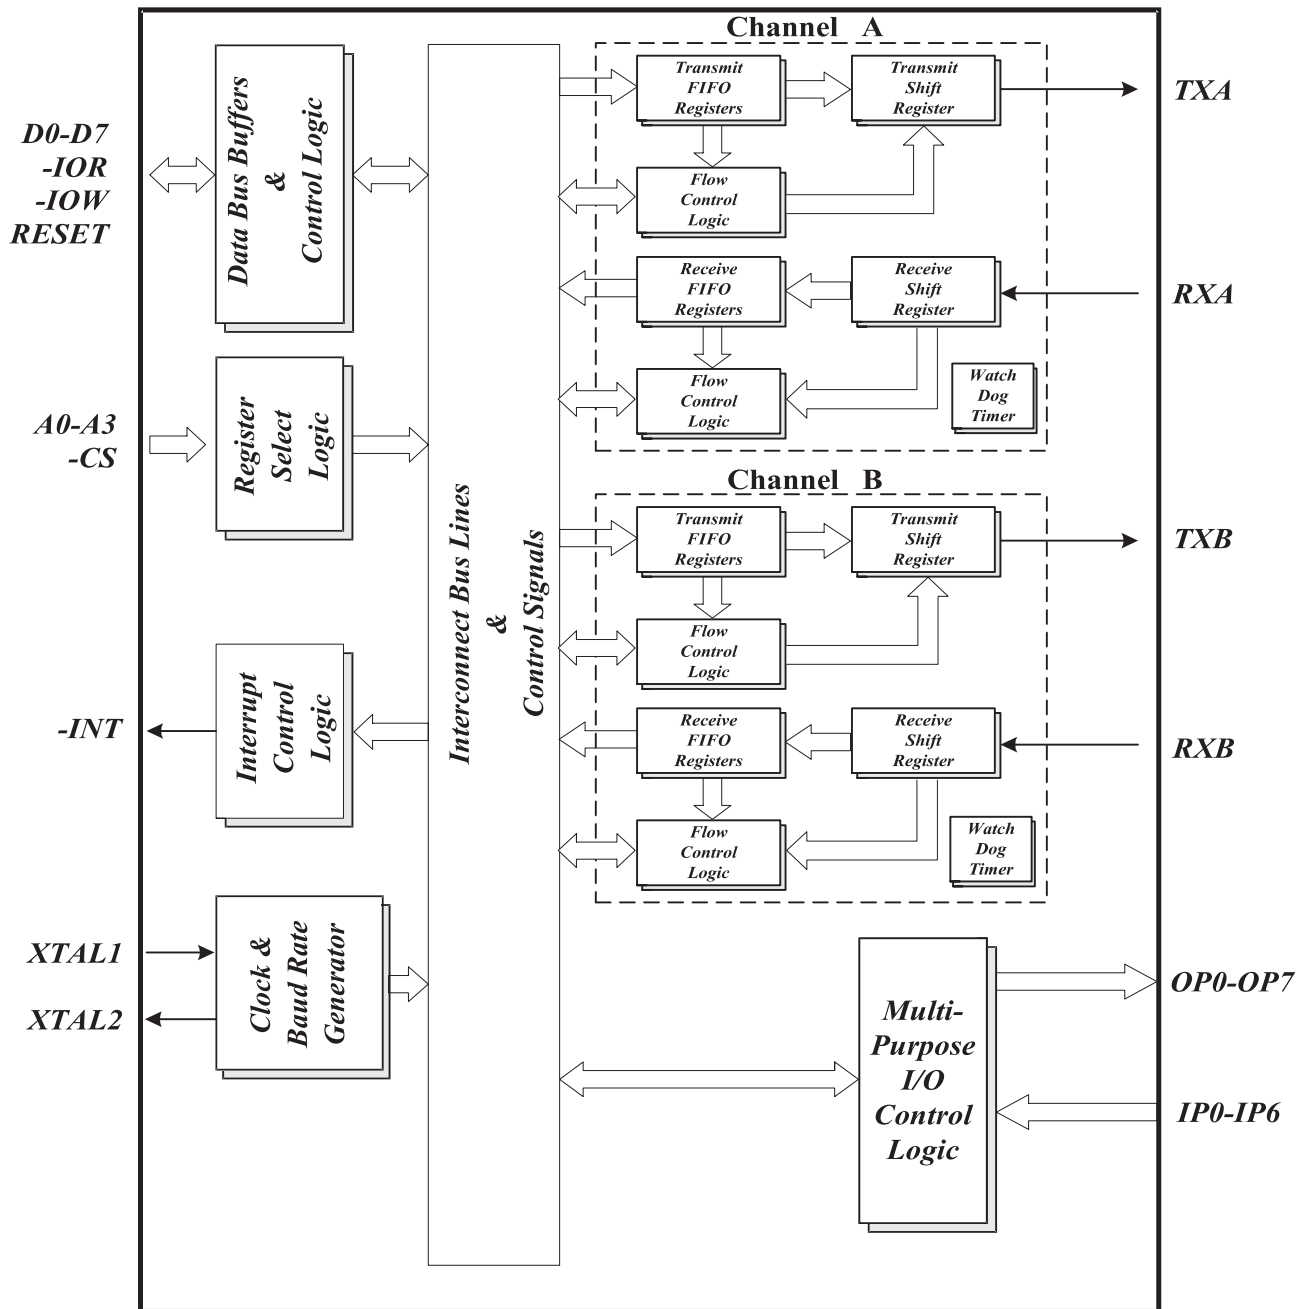 Channel A
D0-D7
-IOR
-IOW
RESET
Data Bus Buffers
&
Control Logic
A0-A3
-CS
Register
Select
Logic
-INT
Interrupt
Control
Logic
XTAL1
XTAL2
Clock &
Baud Rate
Generator
Interconnect Bus Lines
&
Control Signals
Transmit
FIFO
Registers
Transmit
Shift
Register
TXA
Flow
Control
Logic
Receive
FIFO
Registers
Receive
Shift
Register
RXA
Flow
Control
Logic
Watch
Dog
Timer
Channel B
Transmit
FIFO
Registers
Transmit
Shift
Register
TXB
Flow
Control
Logic
Receive
FIFO
Registers
Receive
Shift
Register
RXB
Flow
Control
Logic
Watch
Dog
Timer
Multi-
Purpose
I/O
Control
Logic
OP0-OP7
IP0-IP6